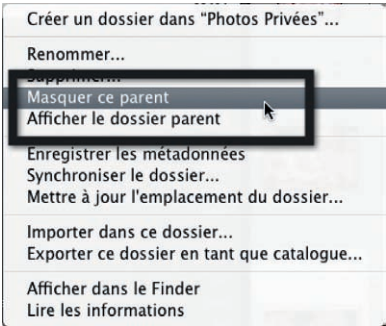 Créer un dossier dans “Photos Privées”...
Renommer...
Supprimer...
Masquer ce parent
Afficher le dossier parent
Enregistrer les métadonnées
Synchroniser le dossier...
Mettre à jour l'emplacement du dossier...
Importer dans ce dossier...
Exporter ce dossier en tant que catalogue...
Afficher dans le Finder
Lire les informations